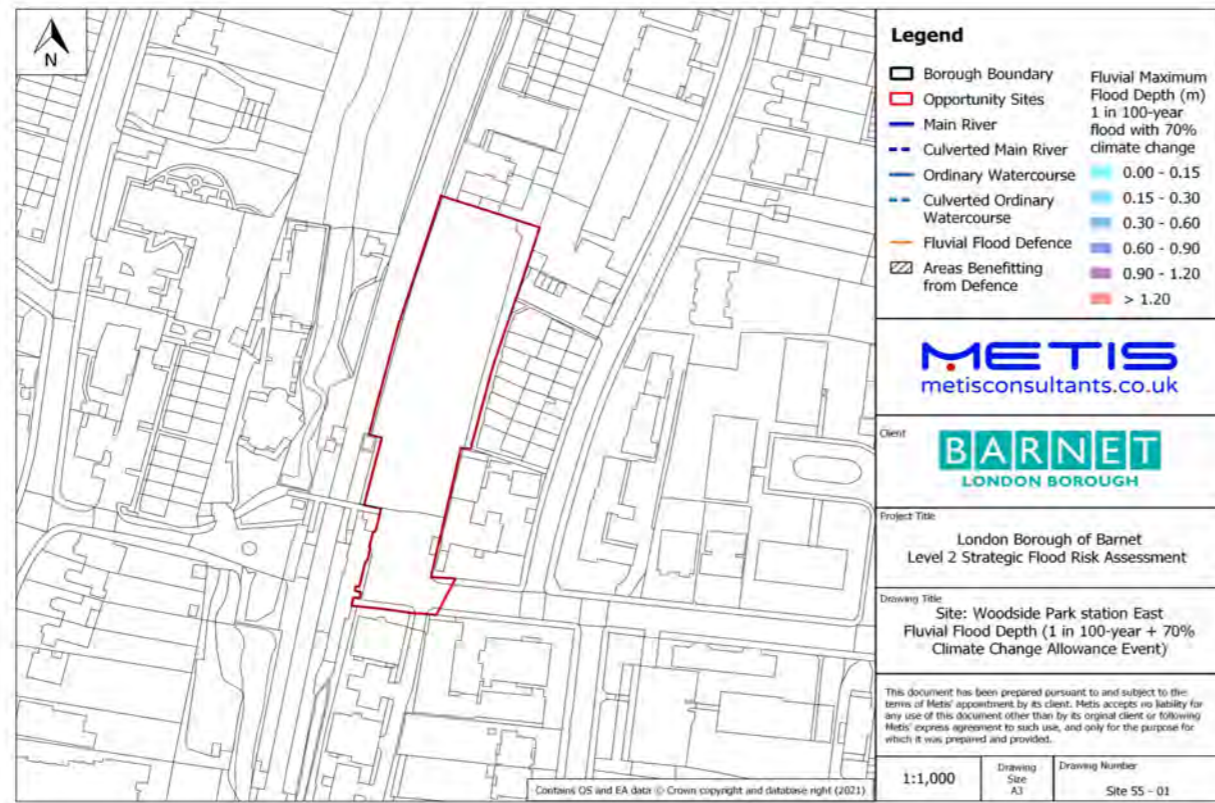 N
Legend
Borough Boundary
Opportunity Sites
Main River
Culverted Main River
Ordinary Watercourse
Culverted Ordinary
Watercourse
Fluvial Flood Defence
Areas Benefitting
from Defence
Fluvial Maximum
Flood Depth (m)
1 in 100-year
flood with 70%
climate change
0.00 - 0.15
0.15 - 0.30
0.30 - 0.60
0.60 - 0.90
0.90 - 1.20
> 1.20
METIS
metisconsultants.co.uk
Client
BARNET
LONDON BOROUGH
Project Title
London Borough of Barnet
Level 2 Strategic Flood Risk Assessment
Drawing Title
Site: Woodside Park station East
Fluvial Flood Depth (1 in 100-year + 70%
Climate Change Allowance Event)
This document has been prepared pursuant to and subject to the
terms of Metis' appointment by its client. Metis accepts no liability for
any use of this document other than by its orginal client or following
Metis' express agreement to such use, and only for the purpose for
which it was prepared and provided.
1:1,000
Drawing
Size
A3
Drawing Number
Site 55 - 01
Contains OS and EA data © Crown copyright and database right (2021)